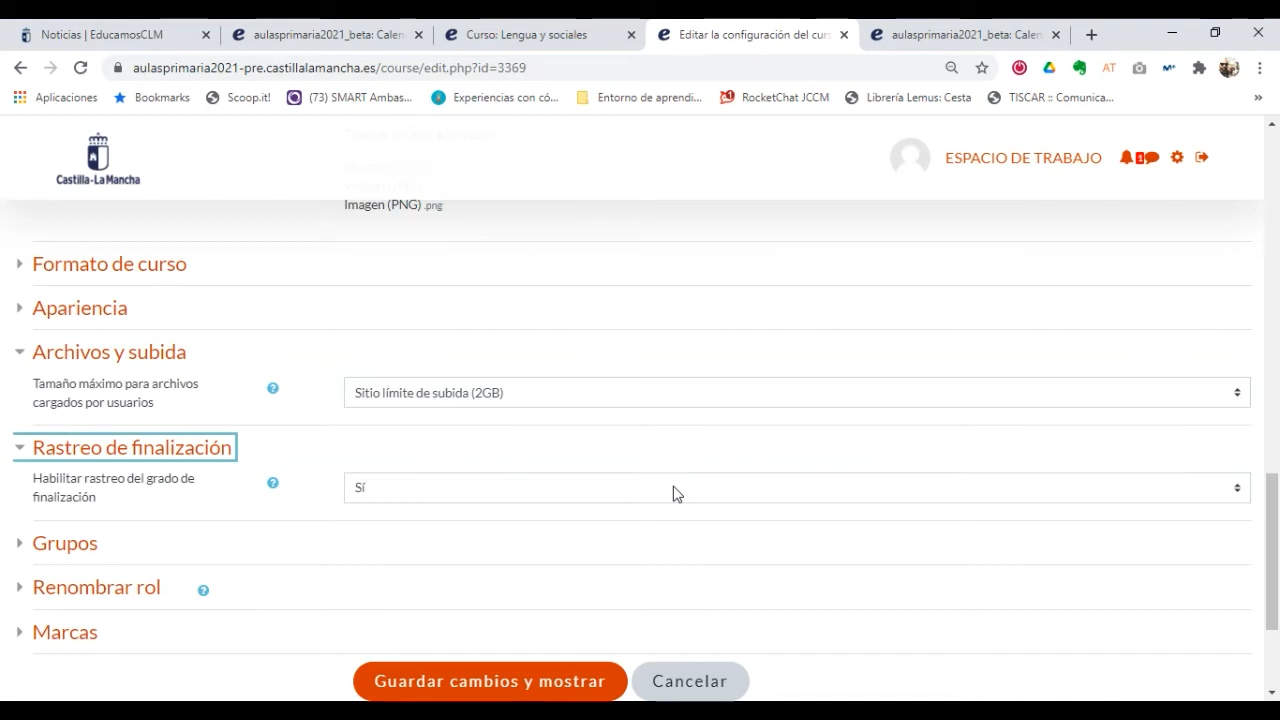 Noticias | EducamosCLM
aulasprimaria2021_beta: Calen
Curso: Lengua y sociales
Editar la configuración del curs
aulasprimaria2021_beta: Calen
aulasprimaria2021-pre.castillalamancha.es/course/edit.php?id=3369
AT
Aplicaciones
Bookmarks
Scoop.it!
(73) SMART Ambas...
Experiencias con có...
Entorno de aprendi...
RocketChat JCCM
Librería Lemus: Cesta
TISCAR :: Comunica...
Castilla-La Mancha
ESPACIO DE TRABAJO
Imagen (PNG) .png
Formato de curso
Apariencia
Archivos y subida
Tamaño máximo para archivos
cargados por usuarios
Sitio límite de subida (2GB)
Rastreo de finalización
Habilitar rastreo del grado de
finalización
Sí
Grupos
Renombrar rol
Marcas
Guardar cambios y mostrar
Cancelar